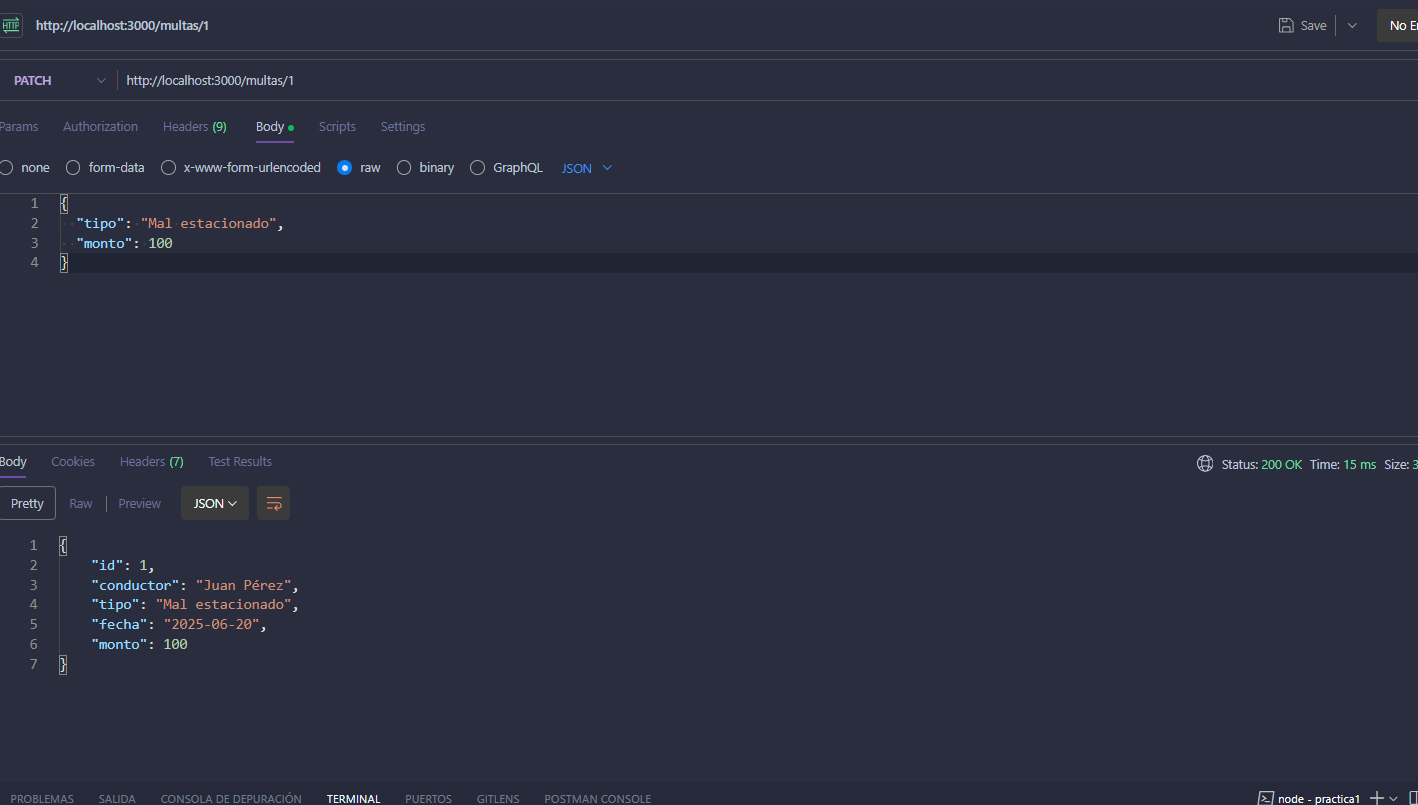 HTTP http://localhost:3000/multas/1 Save No En
PATCH http://localhost:3000/multas/1
Params Authorization Headers (9) Body Scripts Settings
none form-data x-www-form-urlencoded raw binary GraphQL JSON
1 {
2 "tipo": "Mal estacionado",
3 "monto": 100
4 }
Body Cookies Headers (7) Test Results Status: 200 OK Time: 15 ms Size: 3
Pretty Raw Preview JSON
1 {
2 "id": 1,
3 "conductor": "Juan Pérez",
4 "tipo": "Mal estacionado",
5 "fecha": "2025-06-20",
6 "monto": 100
7 }
PROBLEMAS SALIDA CONSOLA DE DEPURACIÓN TERMINAL PUERTOS GITLENS POSTMAN CONSOLE node - practica1